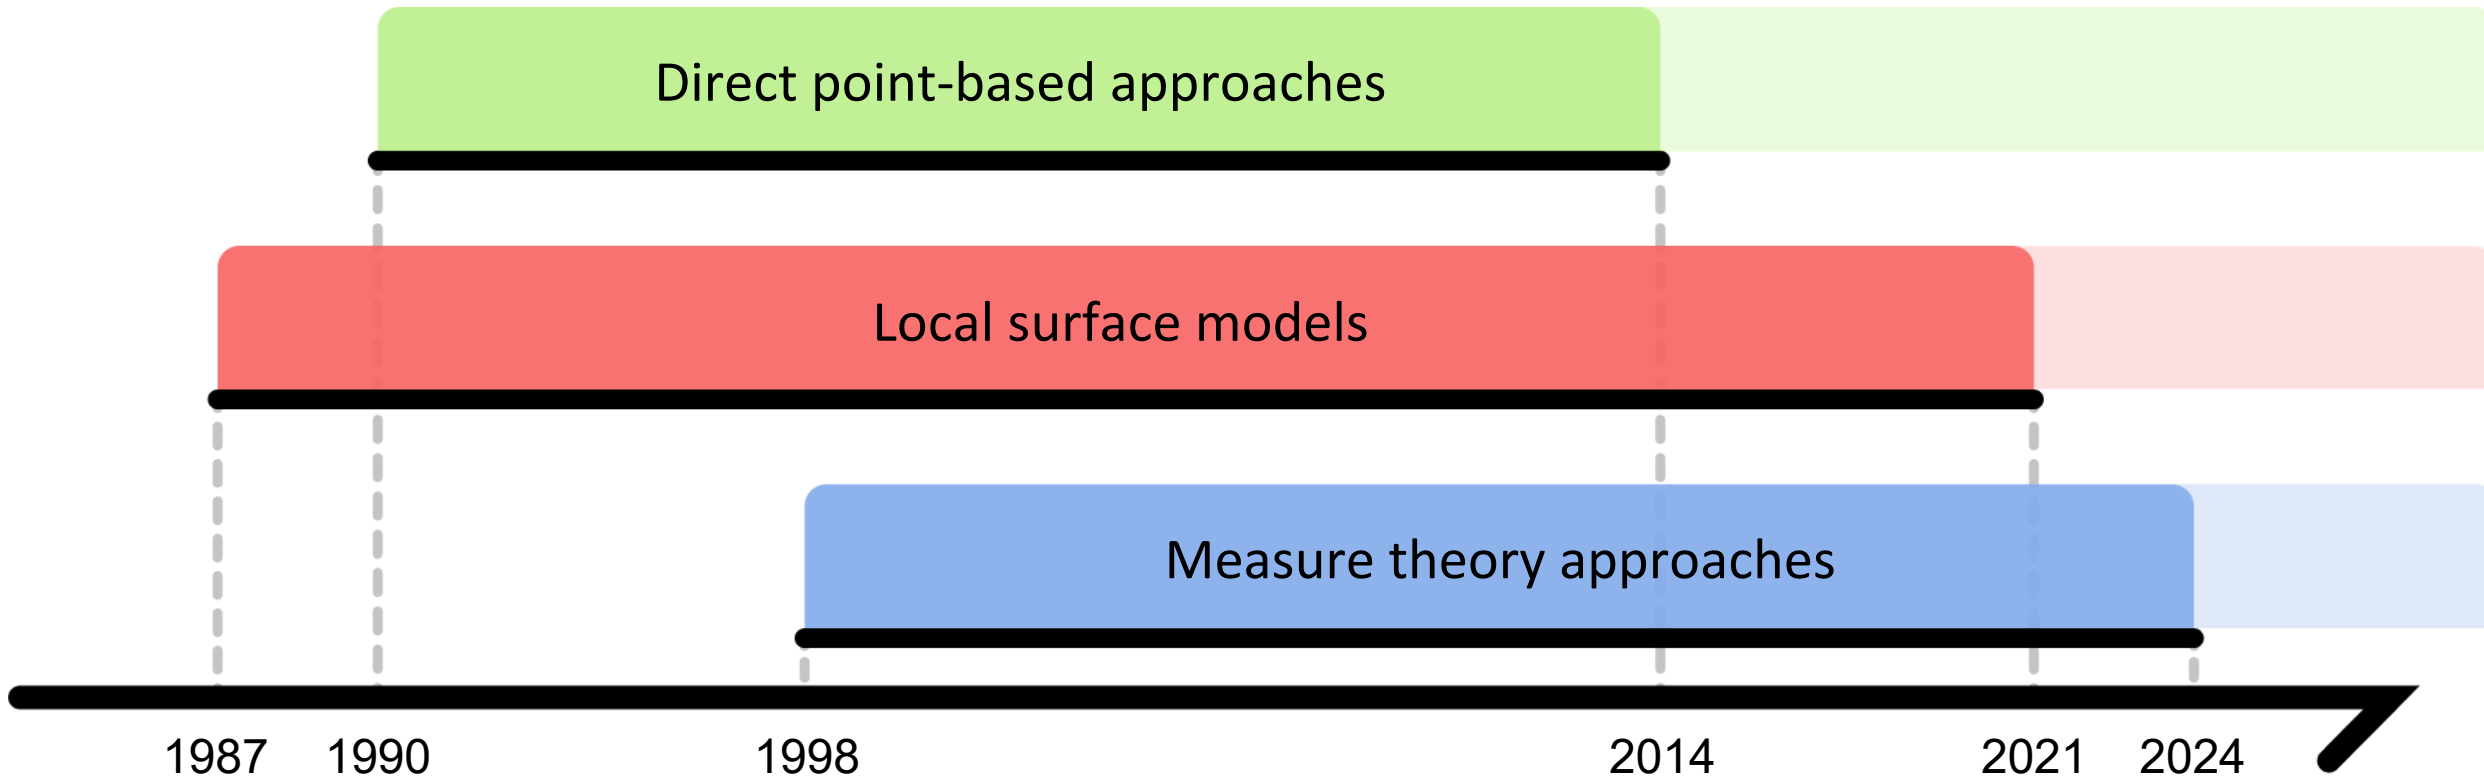 Direct point-based approaches
Local surface models
Measure theory approaches
1987 1990 1998 2014 2021 2024